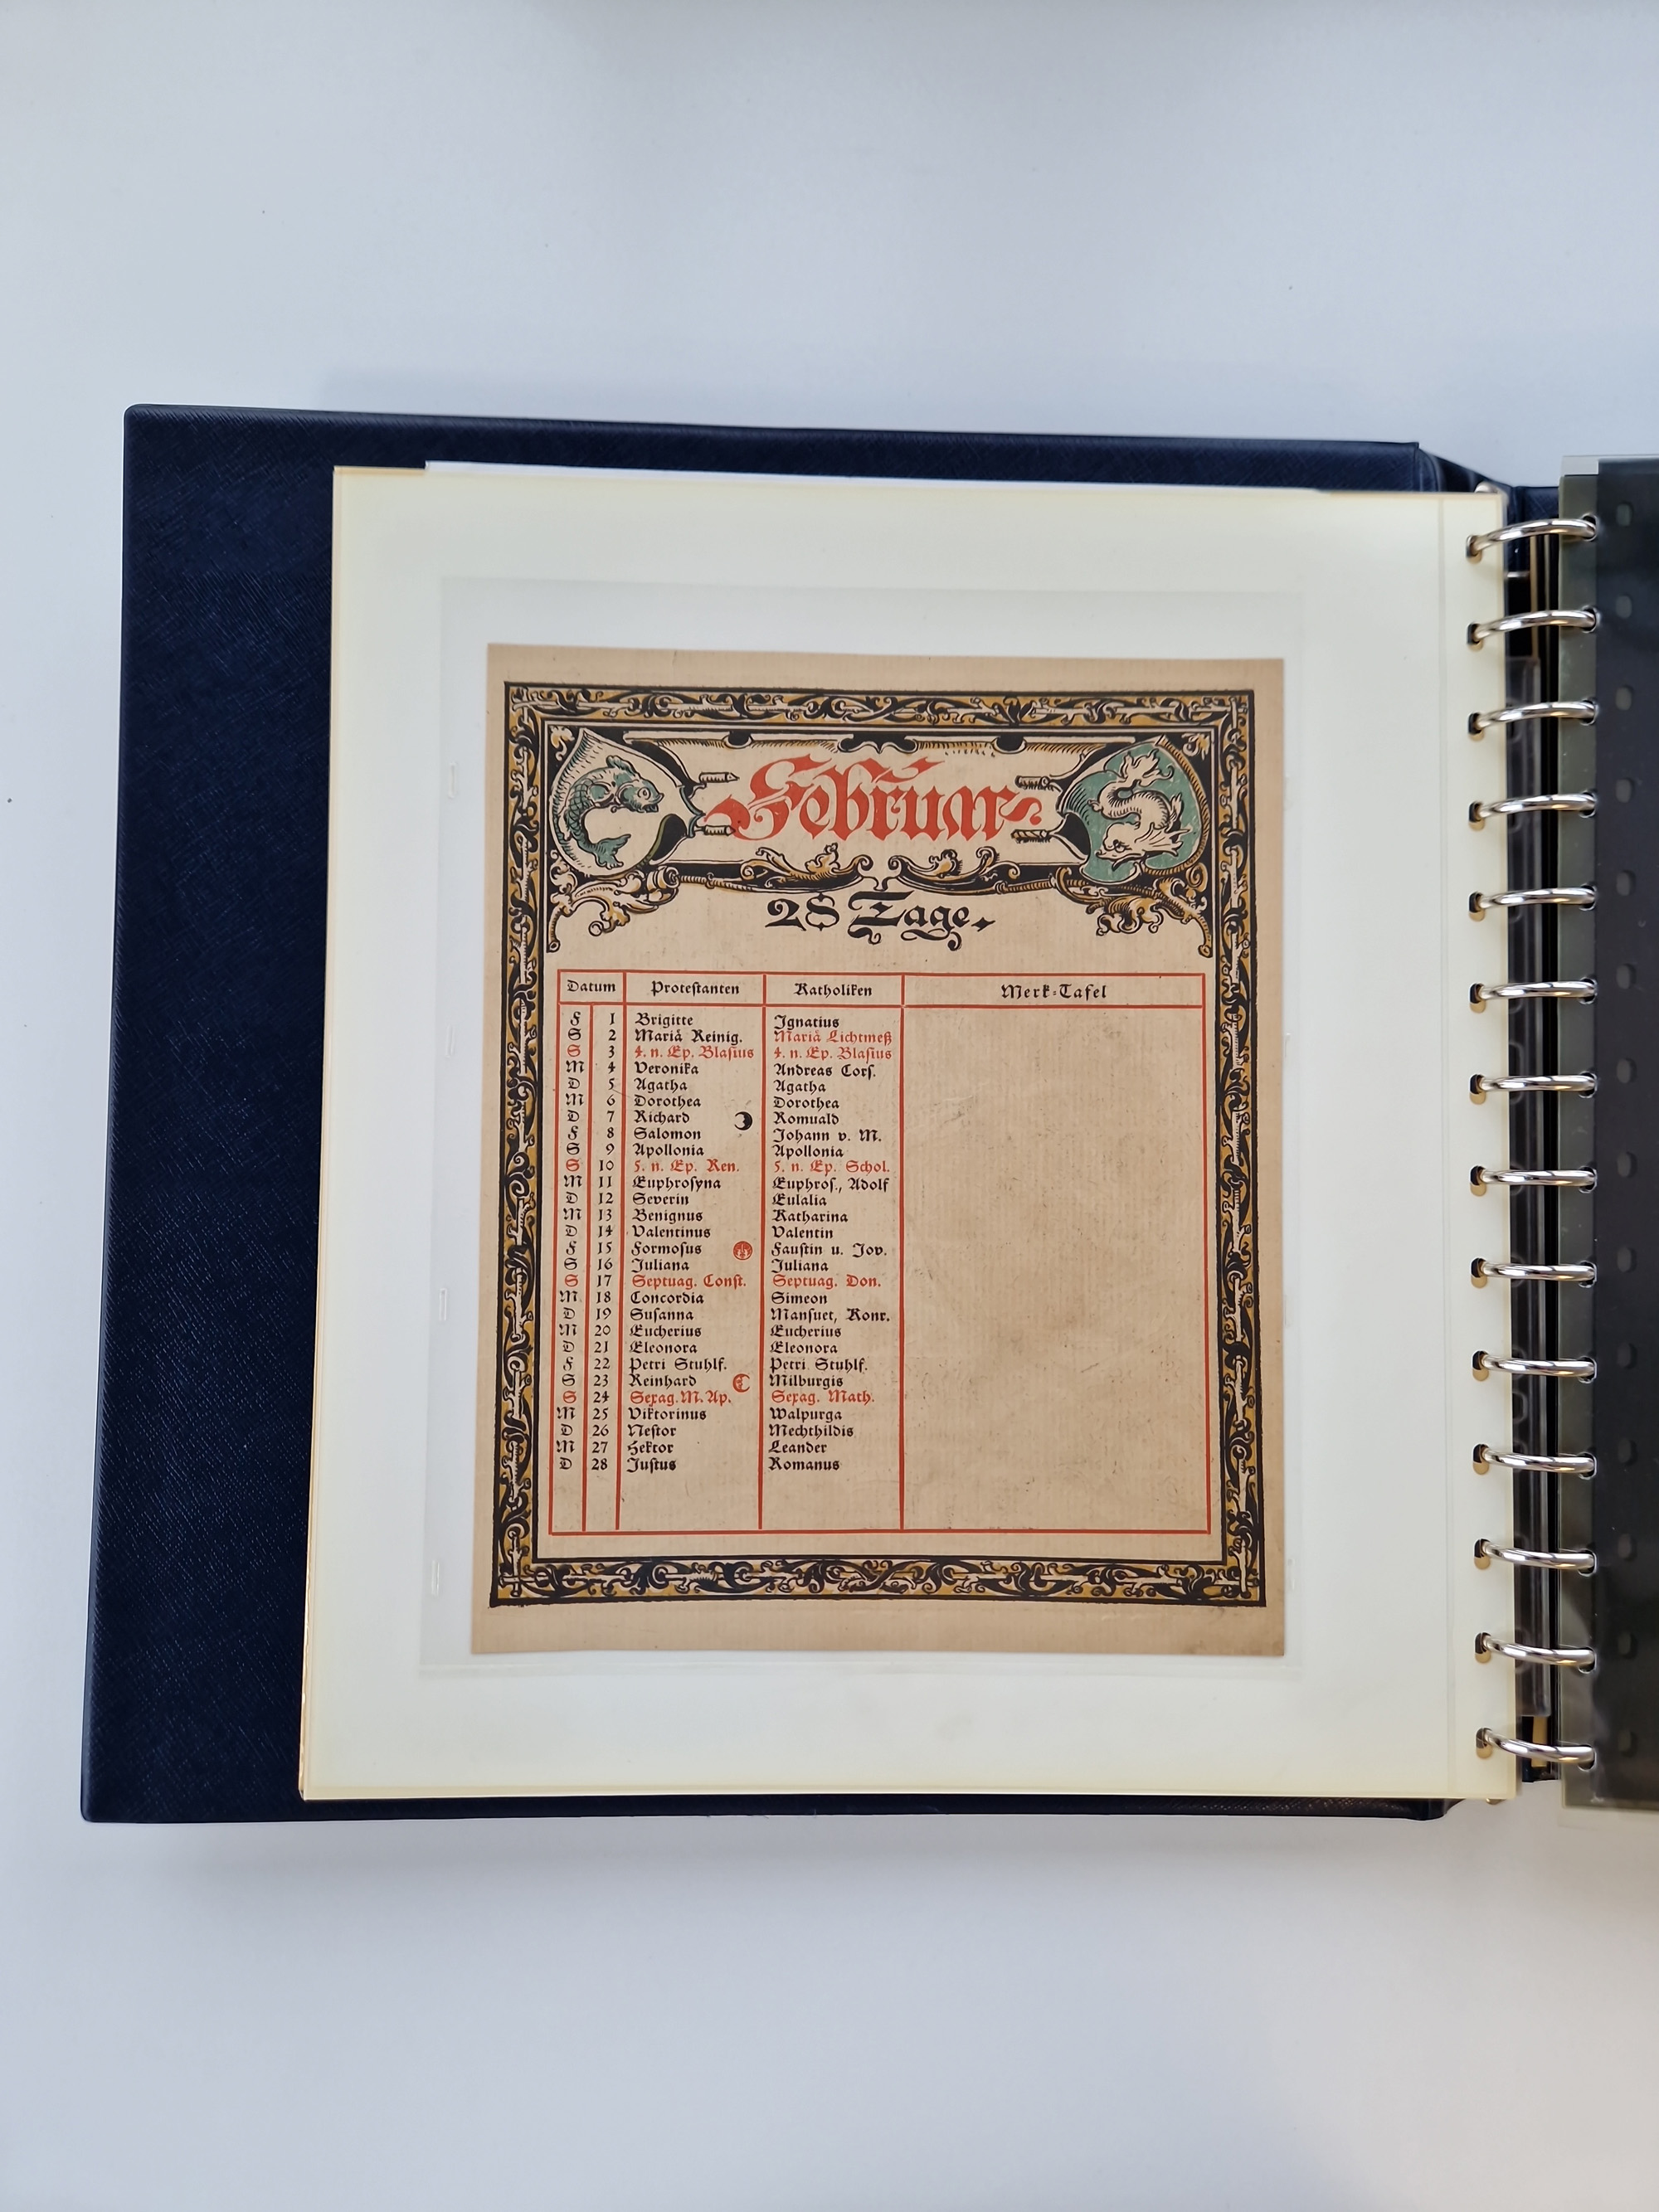 Februar
28 Tage.
Datum Protestanten Katholiken Merk-Tafel
F 1 Brigitte Ignatius
S 2 Mariä Reinig. Mariä Lichtmeß
S 3 4. n. Ep. Blasius 4. n. Ep. Blasius
M 4 Veronika Andreas Cors.
D 5 Agatha Agatha
M 6 Dorothea Dorothea
D 7 Richard Romuald
F 8 Salomon Johann v. M.
S 9 Apollonia Apollonia
S 10 5. n. Ep. Ren. 5. n. Ep. Schol.
M 11 Euphrosyna Euphros., Adolf
D 12 Severin Eulalia
M 13 Benignus Katharina
D 14 Valentinus Valentin
F 15 Formosus Faustin u. Jov.
S 16 Juliana Juliana
S 17 Septuag. Const. Septuag. Don.
M 18 Concordia Simeon
D 19 Susanna Mansuet, Konr.
M 20 Eucherius Eucherius
D 21 Eleonora Eleonora
F 22 Petri Stuhlf. Petri Stuhlf.
S 23 Reinhard Milburgis
S 24 Sexag. M. Ap. Sexag. Math.
M 25 Viktorinus Walpurga
D 26 Nestor Mechthildis
M 27 Hektor Leander
D 28 Justus Romanus